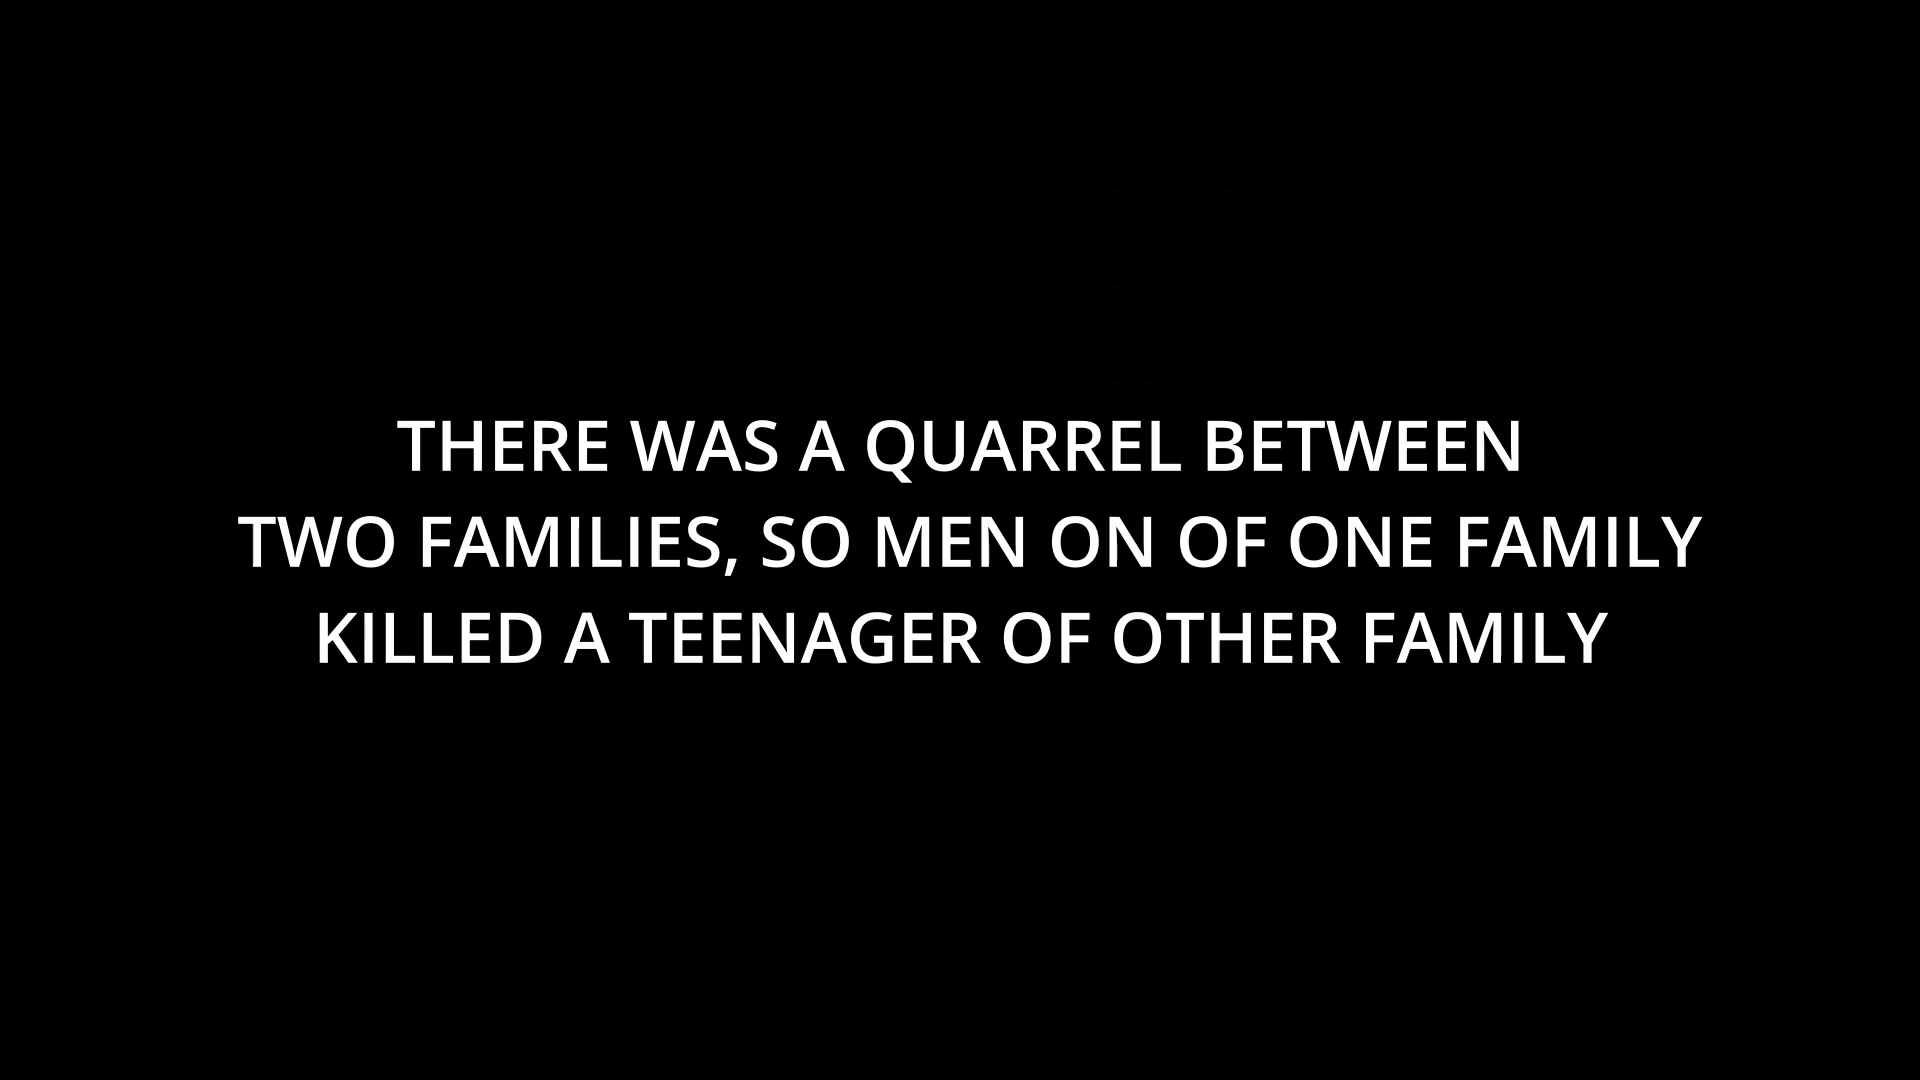 THERE WAS A QUARREL BETWEEN
TWO FAMILIES, SO MEN ON OF ONE FAMILY
KILLED A TEENAGER OF OTHER FAMILY